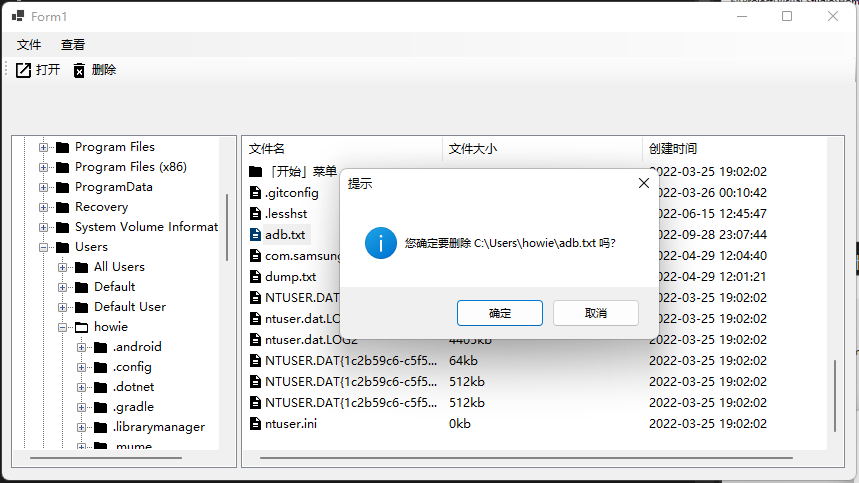 Form1
文件 查看
打开 删除
Program Files
Program Files (x86)
ProgramData
Recovery
System Volume Informat
Users
All Users
Default
Default User
howie
.android
.config
.dotnet
.gradle
.librarymanager
.mume
文件名 文件大小 创建时间
「开始」菜单 2022-03-25 19:02:02
.gitconfig 2022-03-26 00:10:42
.lesshst 2022-06-15 12:45:47
adb.txt 2022-09-28 23:07:44
com.samsung 2022-04-29 12:04:40
dump.txt 2022-04-29 12:01:21
NTUSER.DAT 2022-03-25 19:02:02
ntuser.dat.LO 2022-03-25 19:02:02
ntuser.dat.LOG2 4405kb 2022-03-25 19:02:02
NTUSER.DAT{1c2b59c6-c5f5... 64kb 2022-03-25 19:02:02
NTUSER.DAT{1c2b59c6-c5f5... 512kb 2022-03-25 19:02:02
NTUSER.DAT{1c2b59c6-c5f5... 512kb 2022-03-25 19:02:02
ntuser.ini 0kb 2022-03-25 19:02:02
提示
您确定要删除 C:\Users\howie\adb.txt 吗?
确定 取消